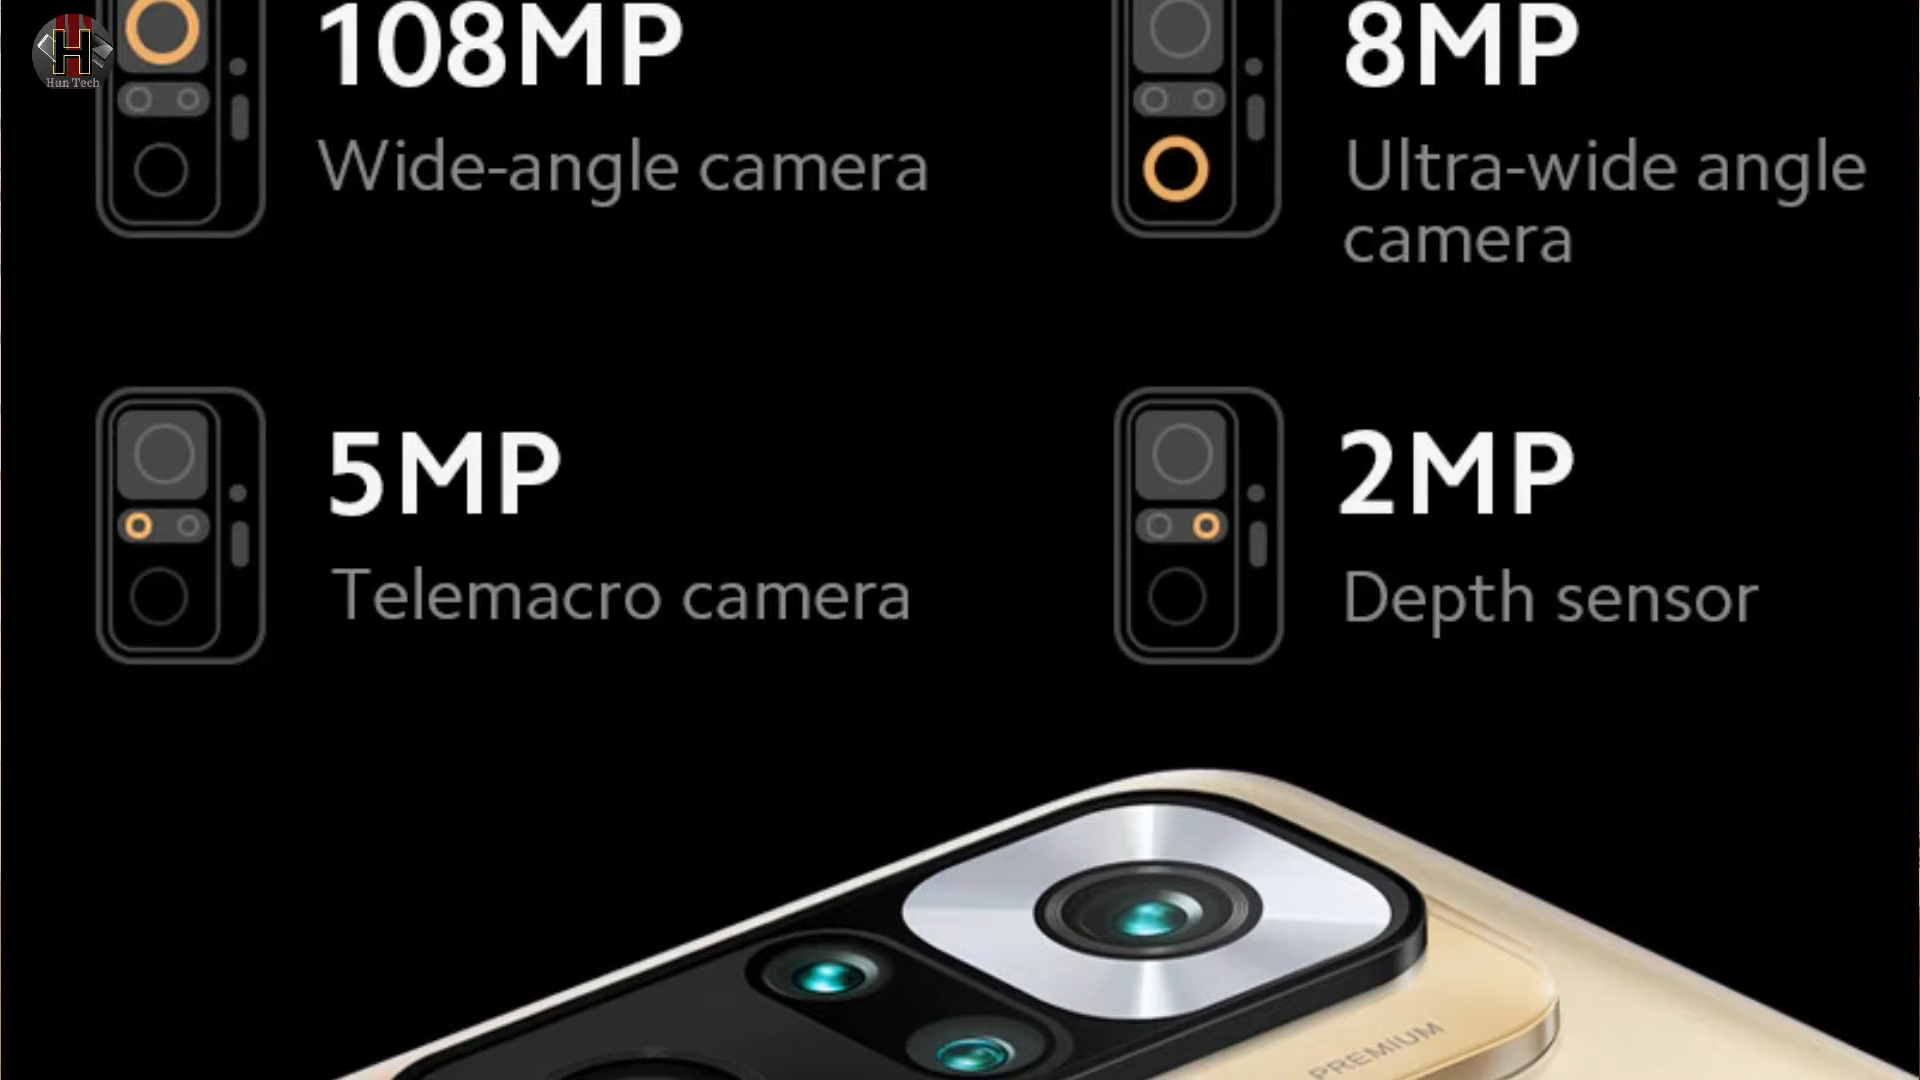 H
Hun Tech
108MP
Wide-angle camera
8MP
Ultra-wide angle
camera
5MP
Telemacro camera
2MP
Depth sensor
PREMIUM